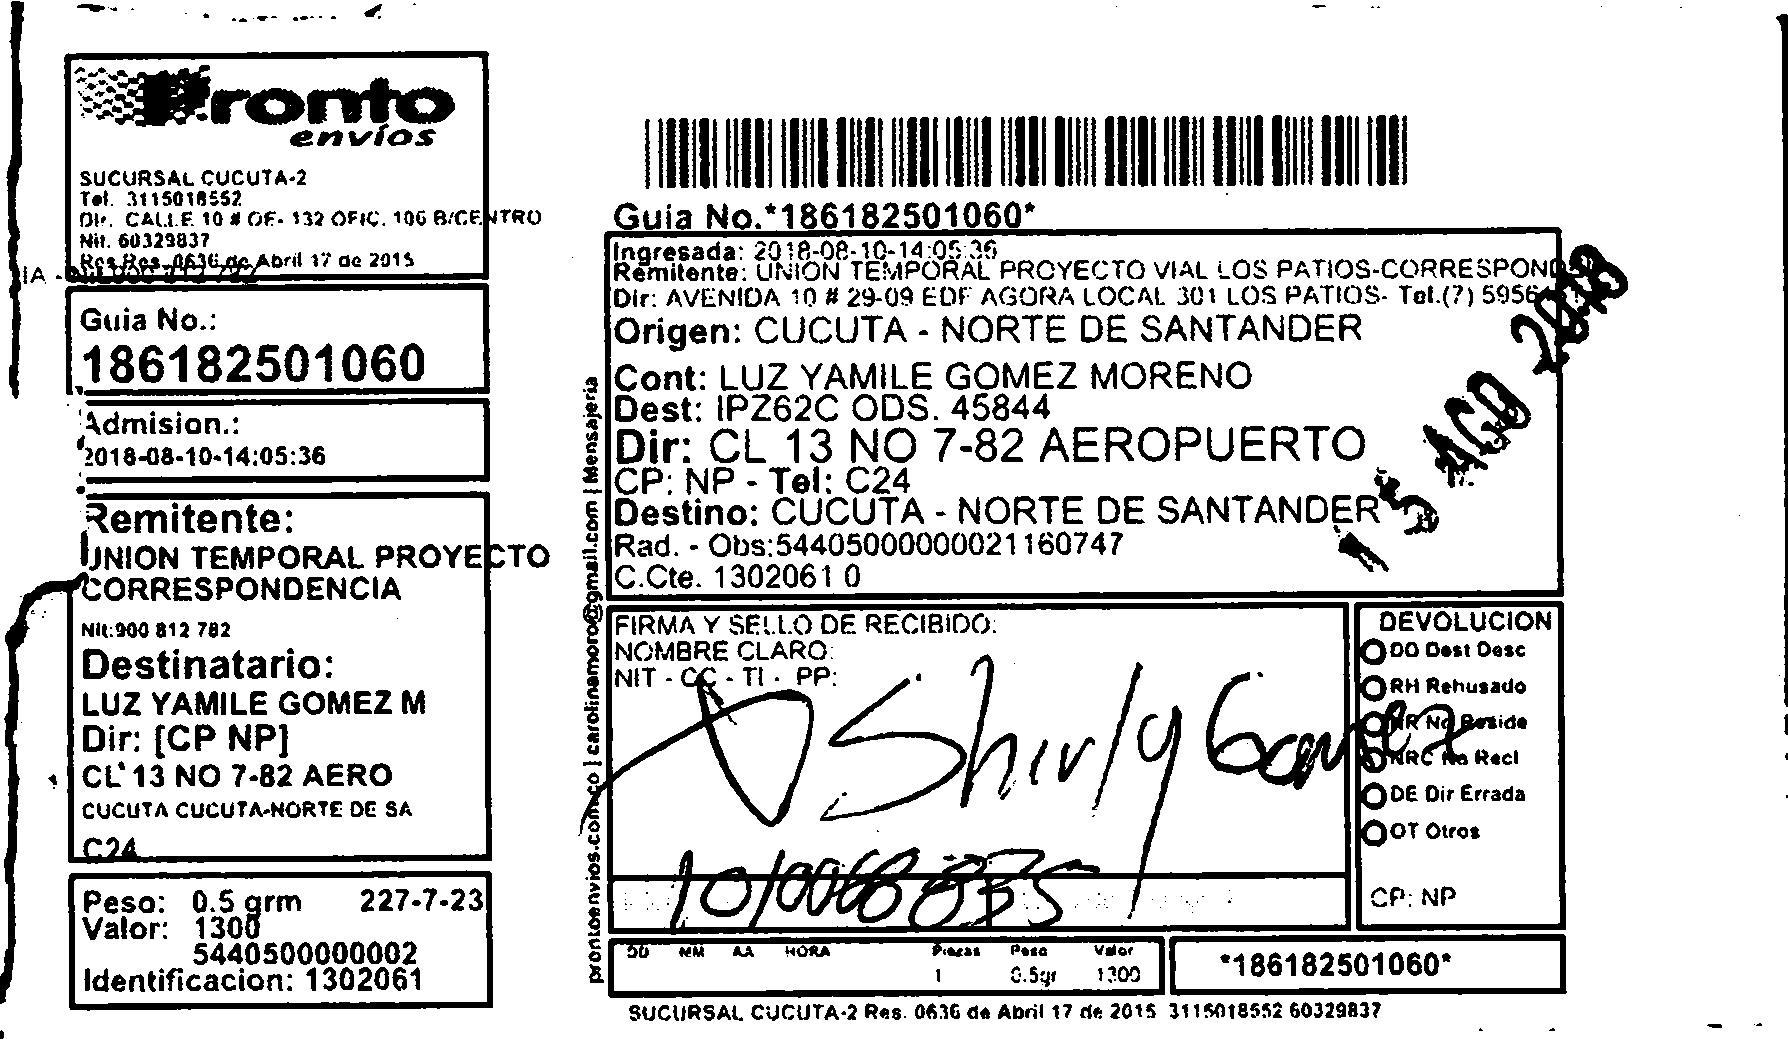 Pronto
envíos
SUCURSAL CUCUTA-2
Tel. 3115018552
Dir. CALLE 10 # OE- 132 OFIC. 106 B/CENTRO
Nit. 60329837
Res. 0636 de Abril 17 de 2015
IA -
Guia No.:
186182501060
Admision.:
2018-08-10-14:05:36
Remitente:
UNION TEMPORAL PROYECTO
CORRESPONDENCIA
Nit:900 812 782
Destinatario:
LUZ YAMILE GOMEZ M
Dir: [CP NP]
CL 13 NO 7-82 AERO
CUCUTA CUCUTA-NORTE DE SA
C24
Peso: 0.5 grm 227-7-23
Valor: 1300
5440500000002
Identificacion: 1302061
prontoenvios.com.co | carolinamoro@gmail.com | Mensajeria
Guia No.*186182501060*
Ingresada: 2018-08-10-14:05:36
Remitente: UNION TEMPORAL PROYECTO VIAL LOS PATIOS-CORRESPOND
Dir: AVENIDA 10 # 29-09 EDF AGORA LOCAL 301 LOS PATIOS- Tel.(7) 5956
Origen: CUCUTA - NORTE DE SANTANDER
Cont: LUZ YAMILE GOMEZ MORENO
Dest: IPZ62C ODS. 45844
Dir: CL 13 NO 7-82 AEROPUERTO
CP: NP - Tel: C24
Destino: CUCUTA - NORTE DE SANTANDER
Rad. - Obs:54405000000021160747
C.Cte. 1302061 0
15 AGO 2018
FIRMA Y SELLO DE RECIBIDO:
NOMBRE CLARO:
NIT - CC - TI - PP:
Shirly Gomez
DEVOLUCION
DD Dest Desc
RH Rehusado
NR No Reside
NRC No Recl
DE Dir Errada
OT Otros
CP: NP
DD MM AA HORA Piezas Peso Valor
1 0.5gr 1300
*186182501060*
SUCURSAL CUCUTA-2 Res. 0636 de Abril 17 de 2015 3115018552 60329837